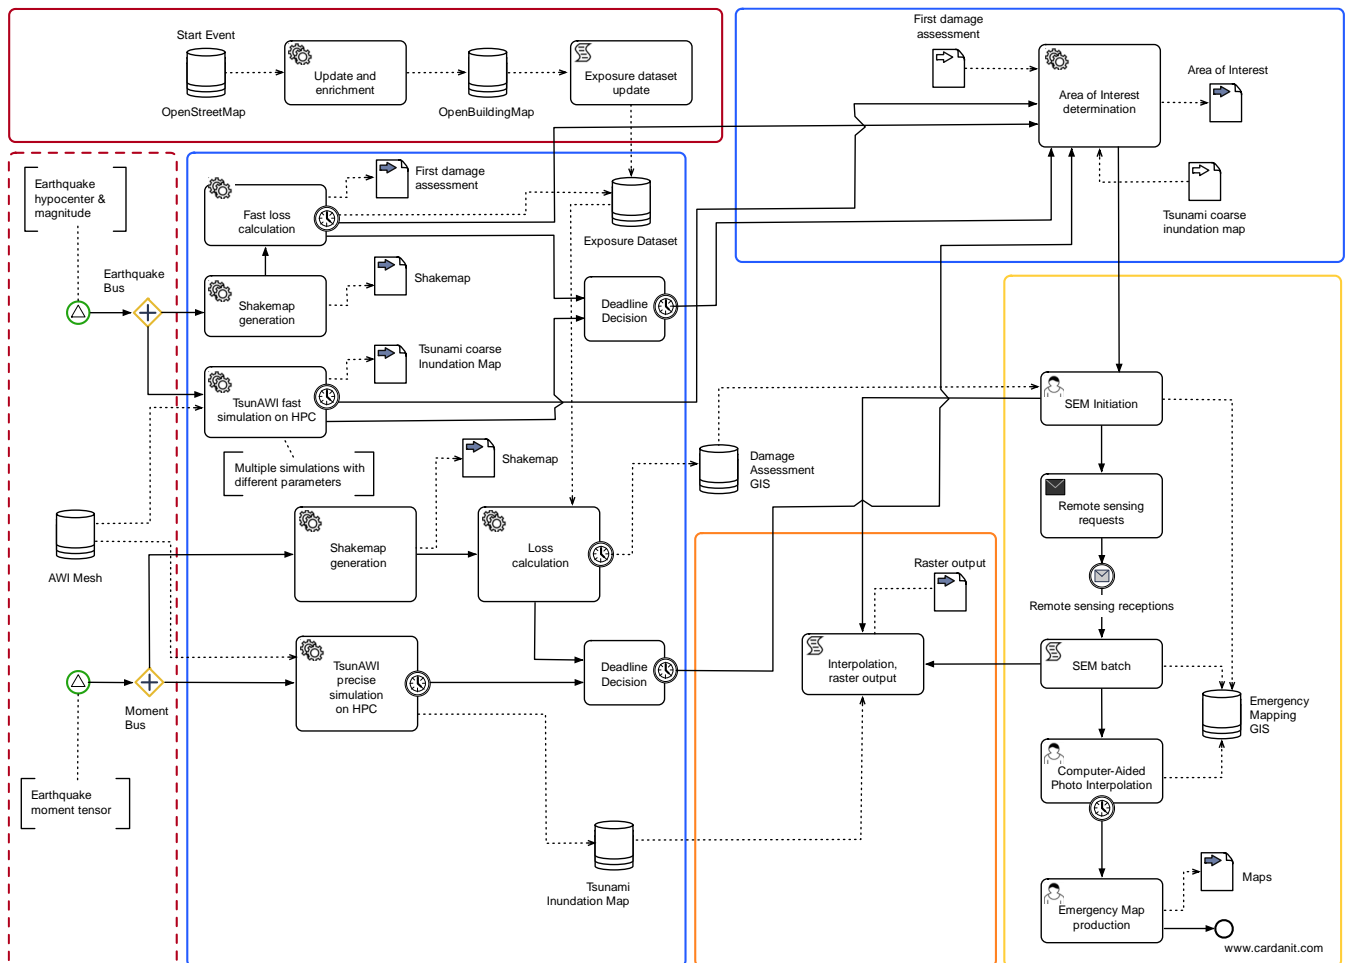 Start Event
OpenStreetMap
Update and
enrichment
OpenBuildingMap
Exposure dataset
update
First damage
assessment
Area of Interest
determination
Area of Interest
Tsunami coarse
inundation map
Earthquake
hypocenter &
magnitude
Earthquake
Bus
First damage
assessment
Fast loss
calculation
Exposure Dataset
Shakemap
Shakemap
generation
Deadline
Decision
Tsunami coarse
Inundation Map
TsunAWI fast
simulation on HPC
Multiple simulations with
different parameters
Shakemap
Damage
Assessment
GIS
SEM Initiation
Remote sensing
requests
Remote sensing receptions
AWI Mesh
Shakemap
generation
Loss
calculation
Raster output
Interpolation,
raster output
SEM batch
TsunAWI
precise
simulation
on HPC
Deadline
Decision
Moment
Bus
Emergency
Mapping
GIS
Computer-Aided
Photo Interpolation
Earthquake
moment tensor
Tsunami
Inundation Map
Maps
Emergency Map
production
www.cardanit.com